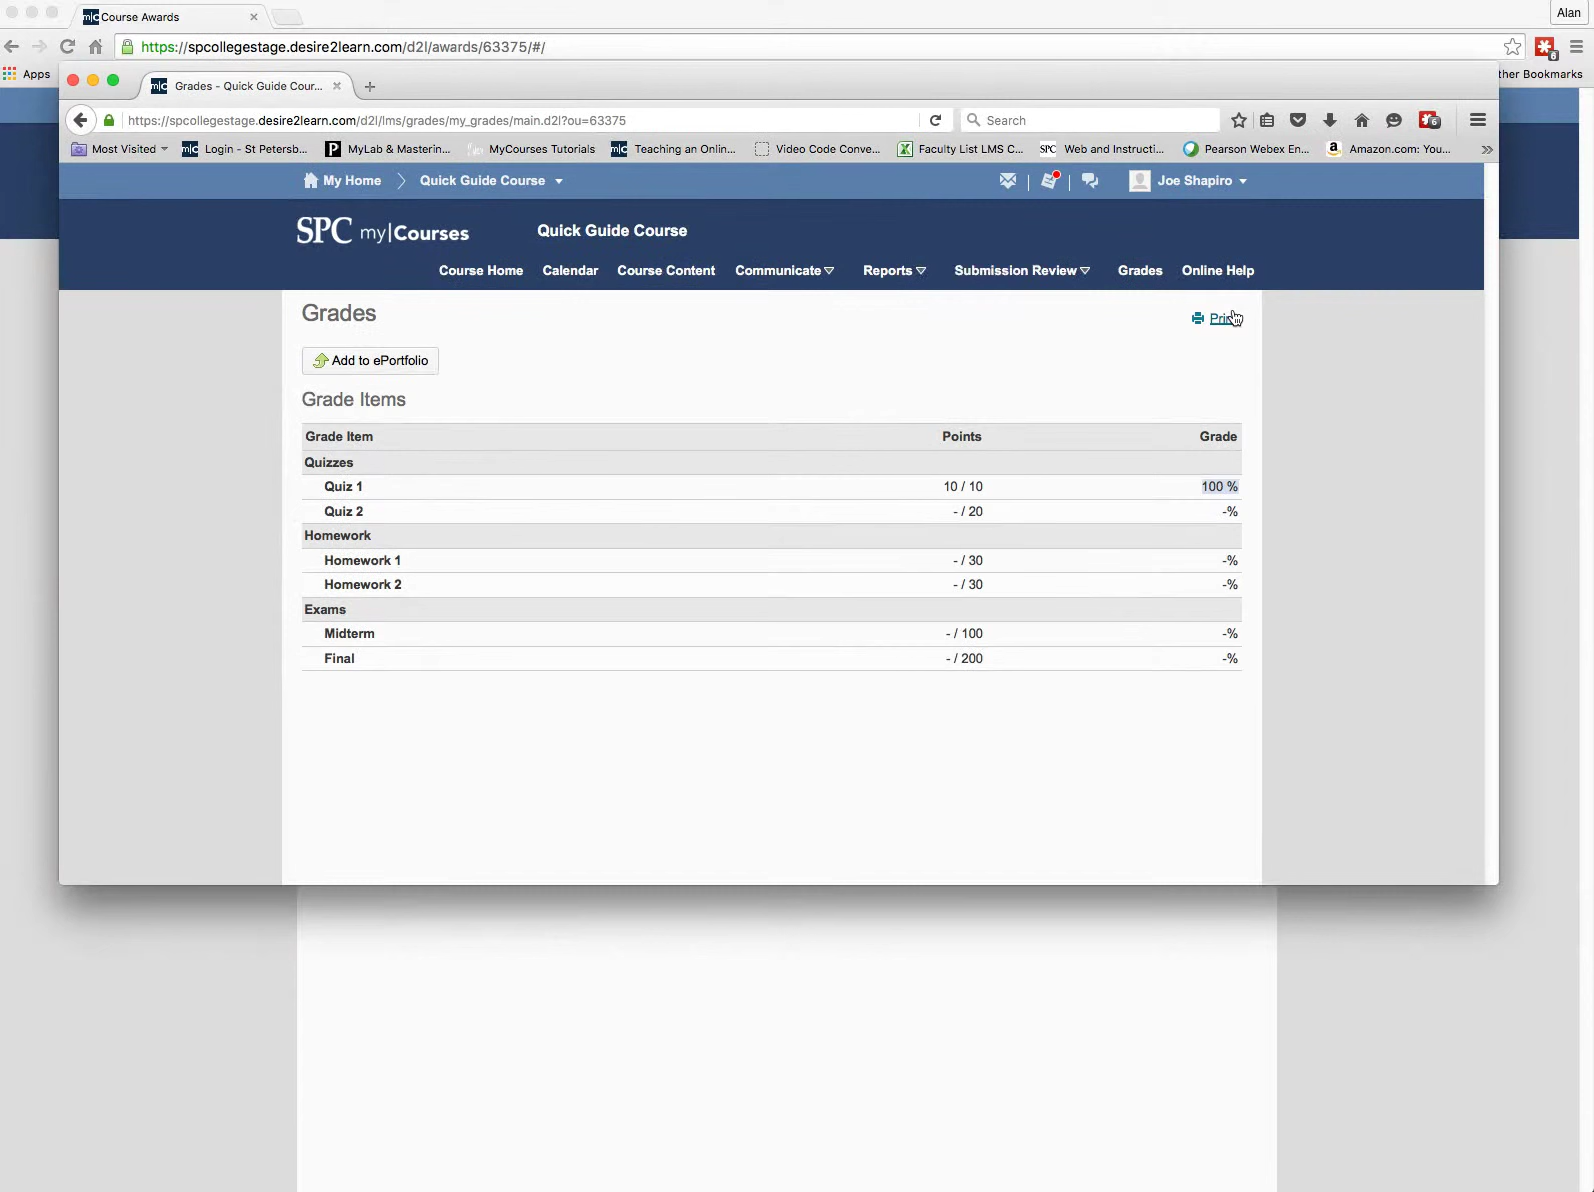 Course Awards
Alan
https://spcollegestage.desire2learn.com/d2l/awards/63375/#/
6
Apps
ther Bookmarks
Grades - Quick Guide Cour...
https://spcollegestage.desire2learn.com/d2l/lms/grades/my_grades/main.d2l?ou=63375
Search
6
Most Visited m|c Login - St Petersb... P MyLab & Masterin... MyCourses Tutorials m|c Teaching an Onlin... Video Code Conve... Faculty List LMS C... SPC Web and Instructi... Pearson Webex En... a Amazon.com: You... »
My Home Quick Guide Course Joe Shapiro
SPC my|Courses Quick Guide Course
Course Home Calendar Course Content Communicate Reports Submission Review Grades Online Help
Grades
Add to ePortfolio
Grade Items
Grade Item Points Grade
Quizzes
Quiz 1 10 / 10 100 %
Quiz 2 - / 20 -%
Homework
Homework 1 - / 30 -%
Homework 2 - / 30 -%
Exams
Midterm - / 100 -%
Final - / 200 -%